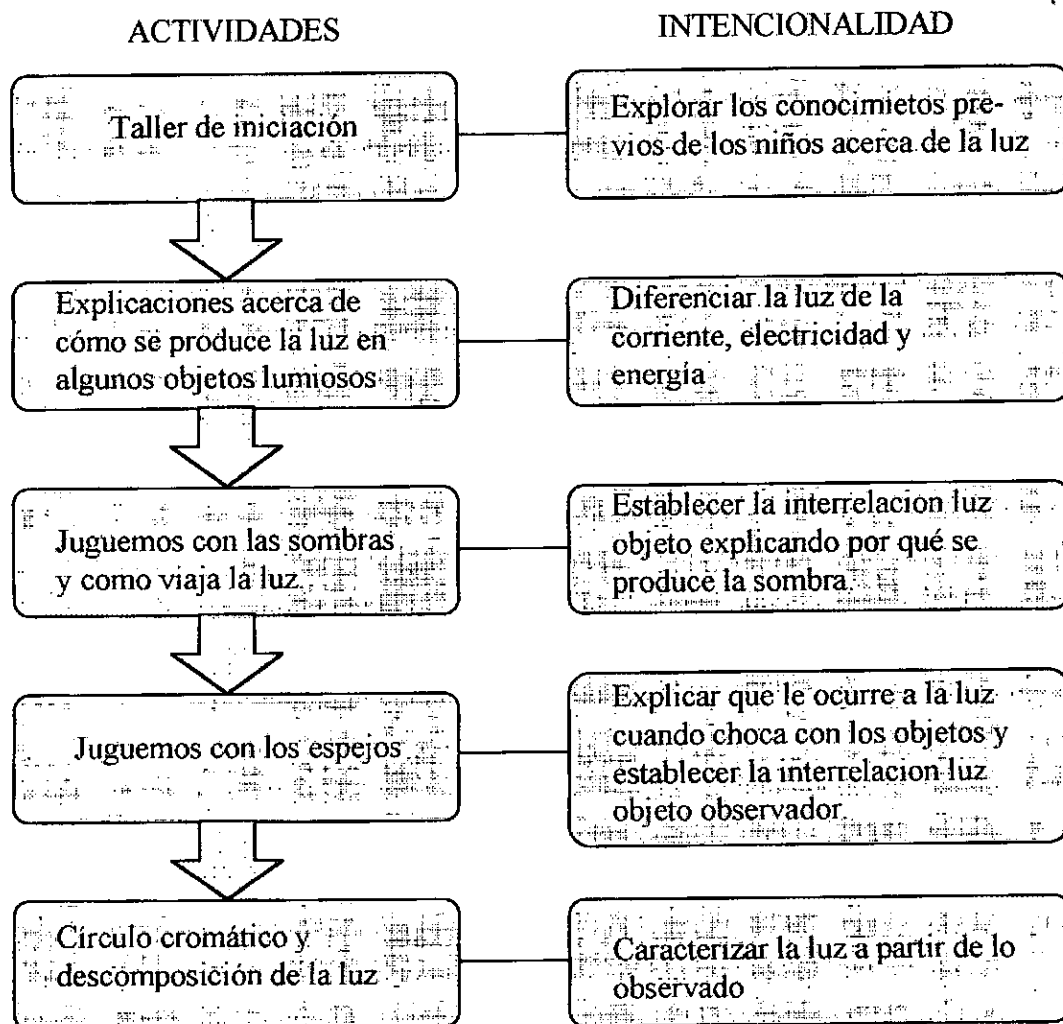 ACTIVIDADES
INTENCIONALIDAD
Taller de iniciación
Explorar los conocimietos pre-
vios de los niños acerca de la luz
Explicaciones acerca de
cómo se produce la luz en
algunos objetos lumiosos
Diferenciar la luz de la
corriente, electricidad y
energía
Juguemos con las sombras
y como viaja la luz.
Establecer la interrelacion luz
objeto explicando por qué se
produce la sombra.
Juguemos con los espejos
Explicar que le ocurre a la luz
cuando choca con los objetos y
establecer la interrelacion luz
objeto observador.
Círculo cromático y
descomposición de la luz
Caracterizar la luz a partir de lo
observado